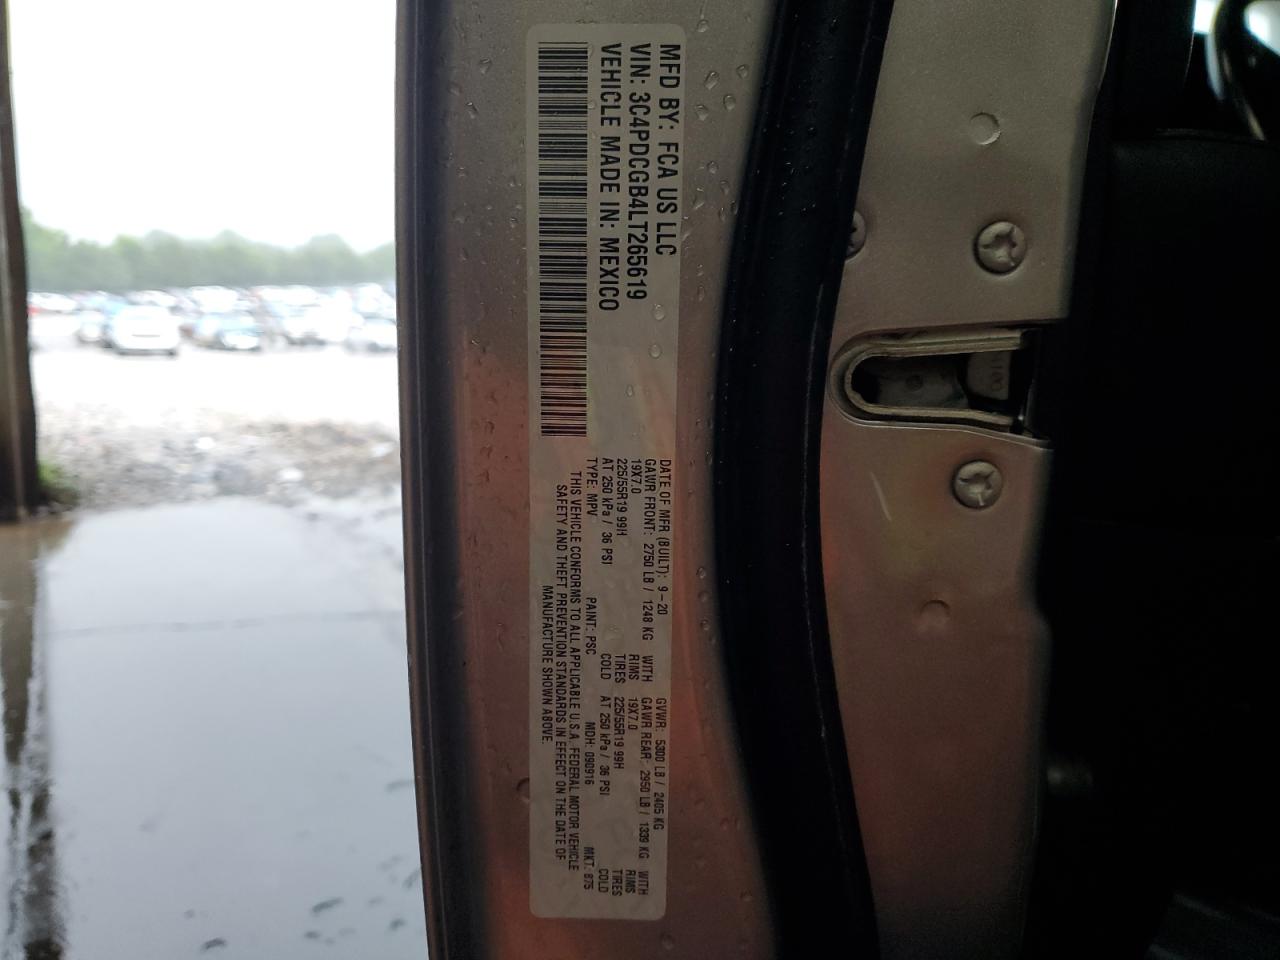 MFD BY: FCA US LLC
VIN: 3C4PDCGB4LT265619
VEHICLE MADE IN: MEXICO
DATE OF MFR (BUILT): 9-20 GVWR: 5300 LB / 2405 KG
GAWR FRONT: 2750 LB / 1248 KG WITH GAWR REAR: 2950 LB / 1339 KG WITH
19X7.0 RIMS 19X7.0 RIMS
225/55R19 99H TIRES 225/55R19 99H TIRES
AT 250 kPa / 36 PSI COLD AT 250 kPa / 36 PSI COLD
TYPE: MPV PAINT: PSC MDH: 090916 MKT: 875
THIS VEHICLE CONFORMS TO ALL APPLICABLE U.S.A. FEDERAL MOTOR VEHICLE
SAFETY AND THEFT PREVENTION STANDARDS IN EFFECT ON THE DATE OF
MANUFACTURE SHOWN ABOVE.